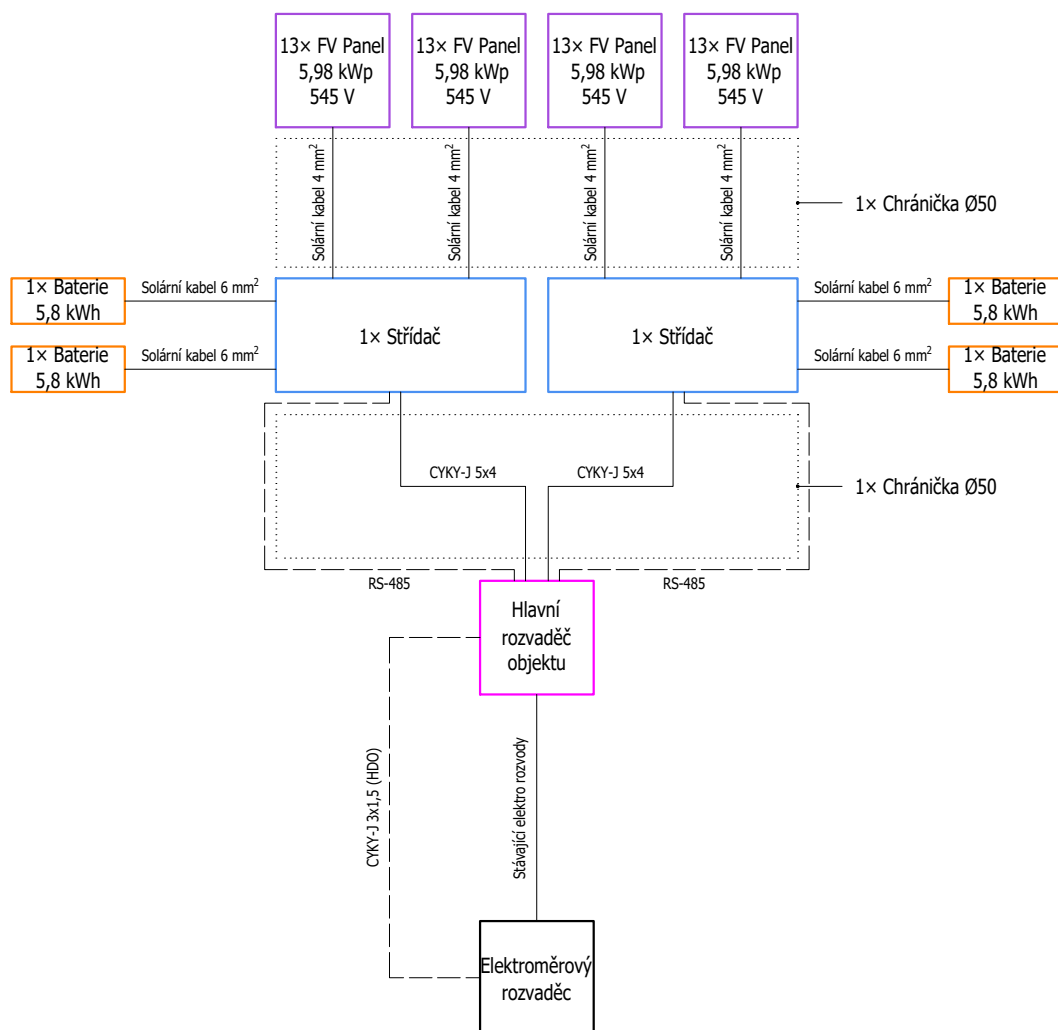 13× FV Panel
5,98 kWp
545 V
13× FV Panel
5,98 kWp
545 V
13× FV Panel
5,98 kWp
545 V
13× FV Panel
5,98 kWp
545 V
Solární kabel 4 mm²
Solární kabel 4 mm²
Solární kabel 4 mm²
Solární kabel 4 mm²
1× Chránička Ø50
1× Baterie
5,8 kWh
Solární kabel 6 mm²
1× Baterie
5,8 kWh
Solární kabel 6 mm²
1× Střídač
1× Střídač
Solární kabel 6 mm²
1× Baterie
5,8 kWh
Solární kabel 6 mm²
1× Baterie
5,8 kWh
CYKY-J 5x4
CYKY-J 5x4
1× Chránička Ø50
RS-485
RS-485
Hlavní
rozvaděč
objektu
CYKY-J 3x1,5 (HDO)
Stávající elektro rozvody
Elektroměrový
rozvaděc